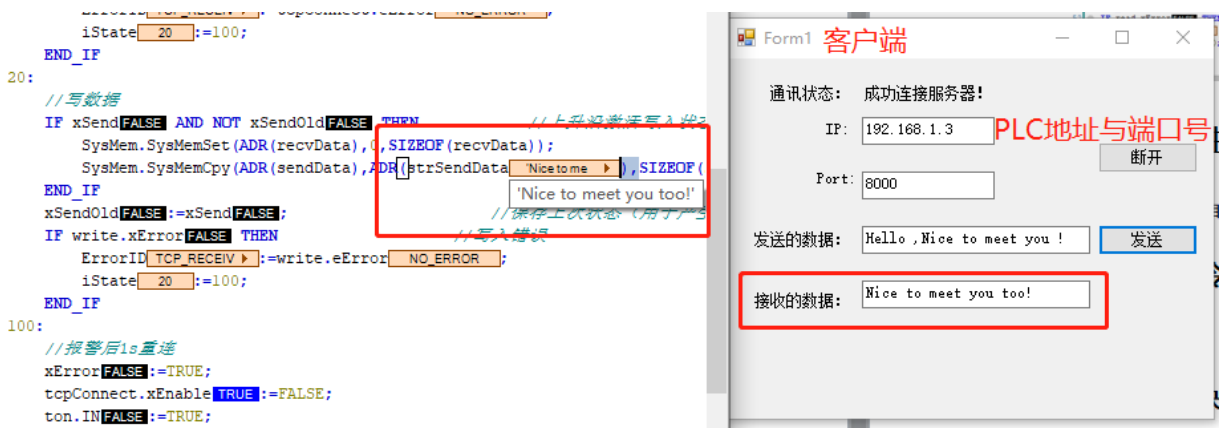 iState 20 :=100;
END_IF
20:
//写数据
IF xSend FALSE AND NOT xSendOld FALSE THEN
SysMem.SysMemSet(ADR(recvData),0,SIZEOF(recvData));
SysMem.SysMemCpy(ADR(sendData),ADR(strSendData 'Nice to me ),SIZEOF(
'Nice to meet you too!'
END_IF
xSendOld FALSE :=xSend FALSE ;
IF write.xError FALSE THEN //写入错误
ErrorID TCP_RECEIV :=write.eError NO_ERROR ;
iState 20 :=100;
END_IF
100:
//报警后1s重连
xError FALSE :=TRUE;
tcpConnect.xEnable TRUE :=FALSE;
ton.IN FALSE :=TRUE;
Form1 客户端
通讯状态: 成功连接服务器!
IP: 192.168.1.3 PLC地址与端口号
断开
Port: 8000
发送的数据: Hello ,Nice to meet you ! 发送
接收的数据: Nice to meet you too!